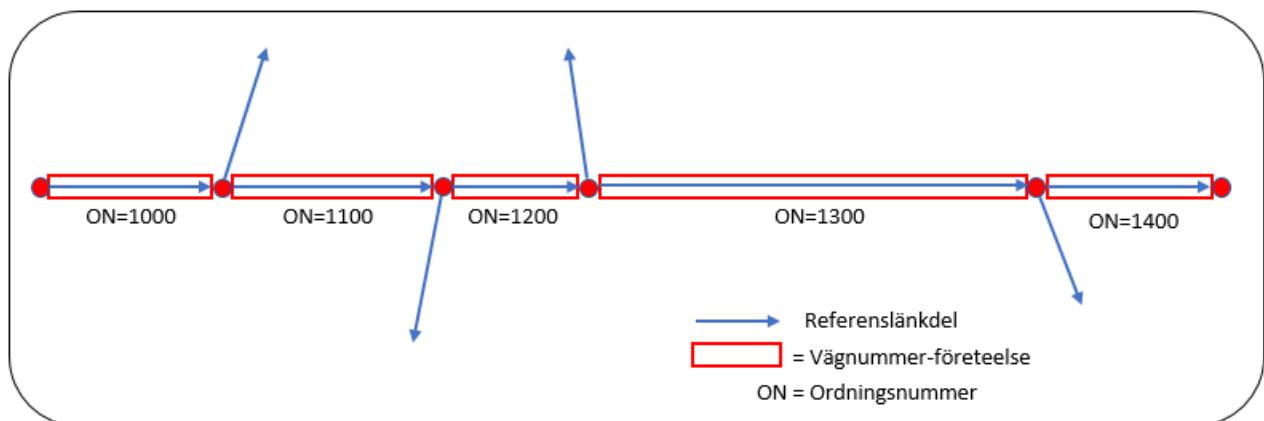 ON=1000
ON=1100
ON=1200
ON=1300
ON=1400
Referenslänkdel
= Vägnummer-företeelse
ON = Ordningsnummer